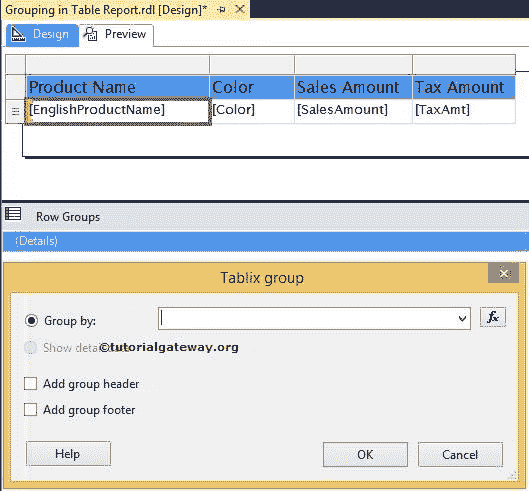 Grouping in Table Report.rdl [Design]*
Design Preview
Product Name Color Sales Amount Tax Amount
[EnglishProductName] [Color] [SalesAmount] [TaxAmt]
Row Groups
(Details)
Tablix group
Group by:
fx
Show deta
©tutorialgateway.org
Add group header
Add group footer
Help OK Cancel